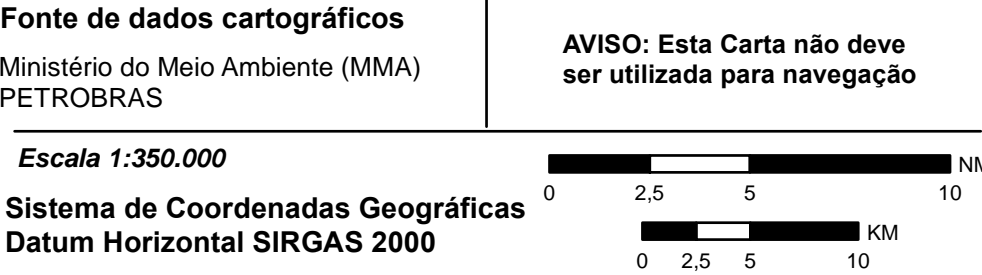 Fonte de dados cartográficos
Ministério do Meio Ambiente (MMA)
PETROBRAS
AVISO: Esta Carta não deve
ser utilizada para navegação
Escala 1:350.000
Sistema de Coordenadas Geográficas
Datum Horizontal SIRGAS 2000
NM
0 2,5 5 10
KM
0 2,5 5 10